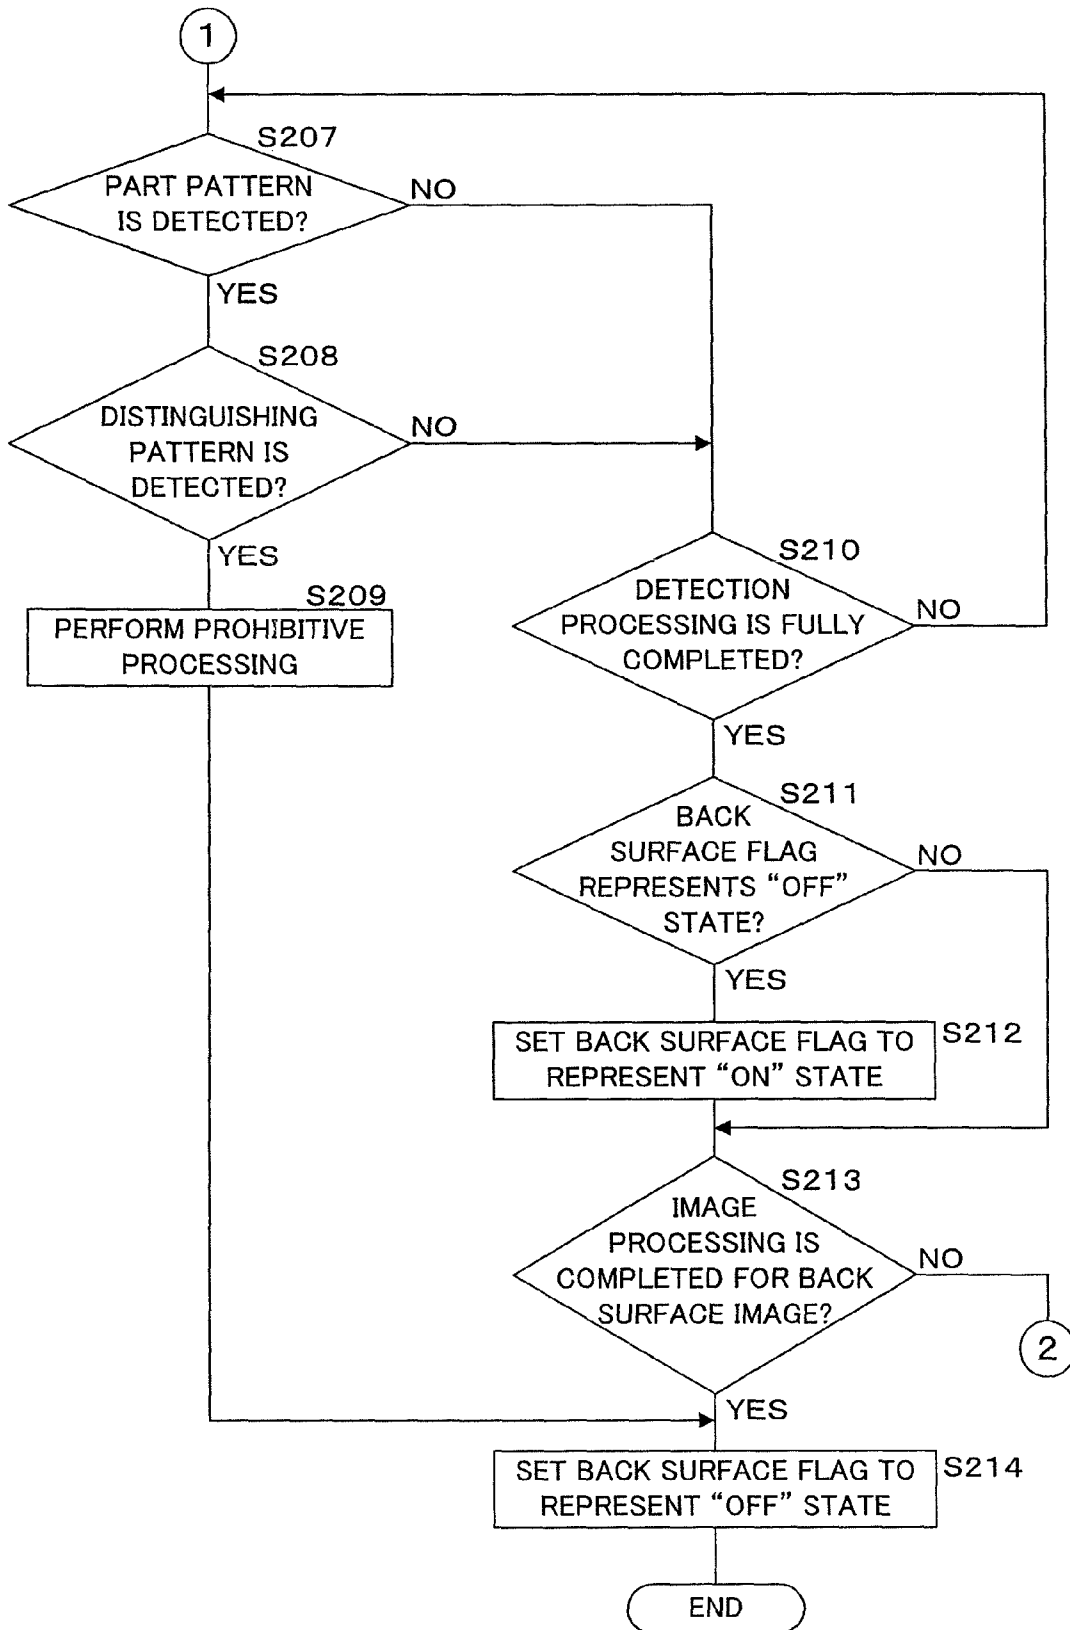 1
S207
PART PATTERN
IS DETECTED?
NO
YES
S208
DISTINGUISHING
PATTERN IS
DETECTED?
NO
YES
S209
PERFORM PROHIBITIVE
PROCESSING
S210
DETECTION
PROCESSING IS FULLY
COMPLETED?
NO
YES
S211
BACK
SURFACE FLAG
REPRESENTS “OFF”
STATE?
NO
YES
SET BACK SURFACE FLAG TO
REPRESENT “ON” STATE
S212
S213
IMAGE
PROCESSING IS
COMPLETED FOR BACK
SURFACE IMAGE?
NO
2
YES
SET BACK SURFACE FLAG TO
REPRESENT “OFF” STATE
S214
END